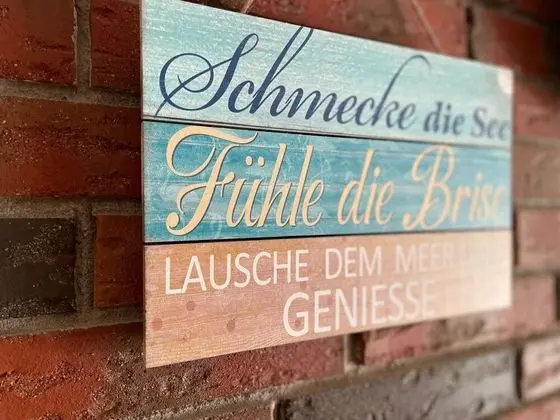 Schmecke die See
Fühle die Brise
LAUSCHE DEM MEER
GENIESSE